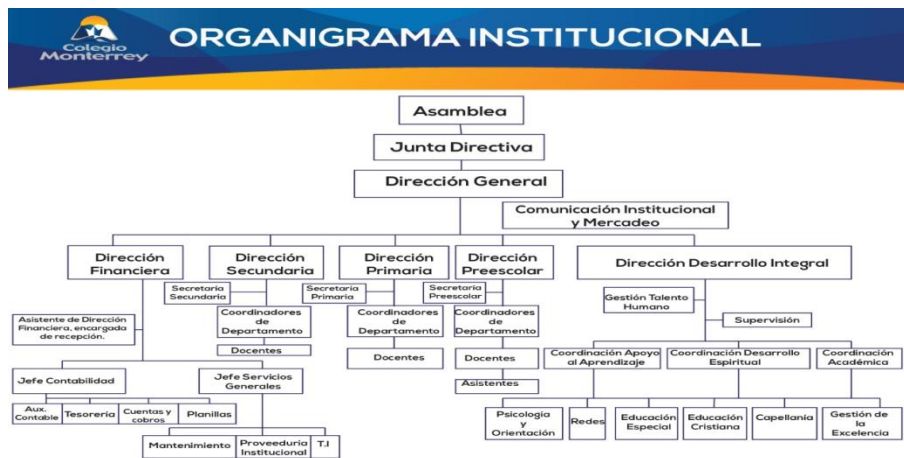 Colegio
Monterrey
ORGANIGRAMA INSTITUCIONAL
Asamblea
Junta Directiva
Dirección General
Comunicación Institucional
y Mercadeo
Dirección
Financiera
Dirección
Secundaria
Dirección
Primaria
Dirección
Preescolar
Dirección Desarrollo Integral
Secretaría
Secundaria
Secretaría
Primaria
Secretaría
Preescolar
Gestión Talento
Humano
Supervisión
Asistente de Dirección
Financiera, encargada
de recepción.
Coordinadores
de
Departamento
Coordinadores
de
Departamento
Coordinadores
de
Departamento
Docentes
Docentes
Docentes
Asistentes
Coordinación Apoyo
al Aprendizaje
Coordinación Desarrollo
Espiritual
Coordinación
Académica
Jefe Contabilidad
Jefe Servicios
Generales
Aux.
Contable
Tesorería
Cuentas y
cobros
Planillas
Mantenimiento
Proveeduría
Institucional
T.I
Psicología
y
Orientación
Redes
Educación
Especial
Educación
Cristiana
Capellanía
Gestión de
la
Excelencia